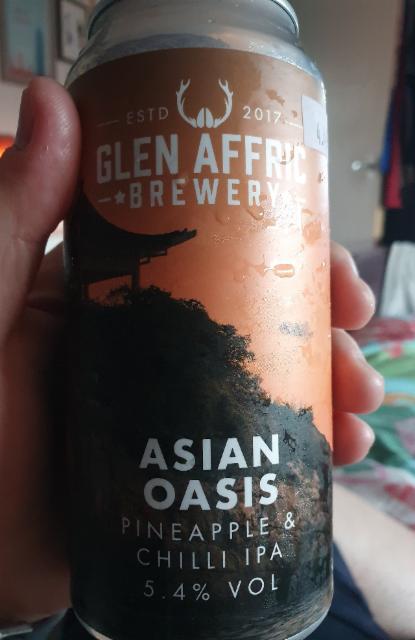 ESTD 2017
GLEN AFFRIC
BREWERY
ASIAN
OASIS
PINEAPPLE &
CHILLI IPA
5.4% VOL